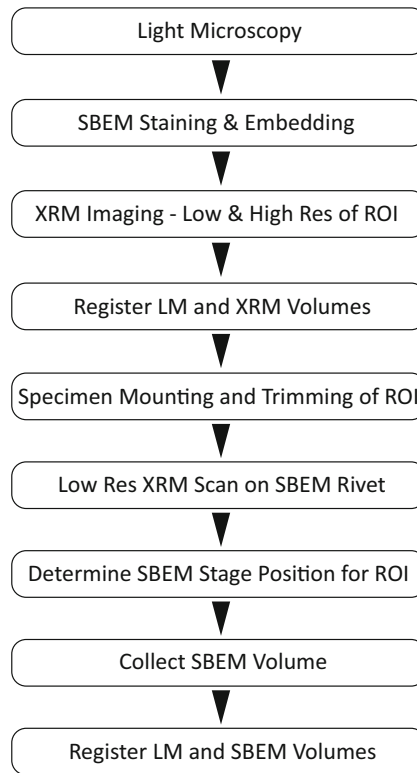 Light Microscopy
SBEM Staining & Embedding
XRM Imaging - Low & High Res of ROI
Register LM and XRM Volumes
Specimen Mounting and Trimming of ROI
Low Res XRM Scan on SBEM Rivet
Determine SBEM Stage Position for ROI
Collect SBEM Volume
Register LM and SBEM Volumes